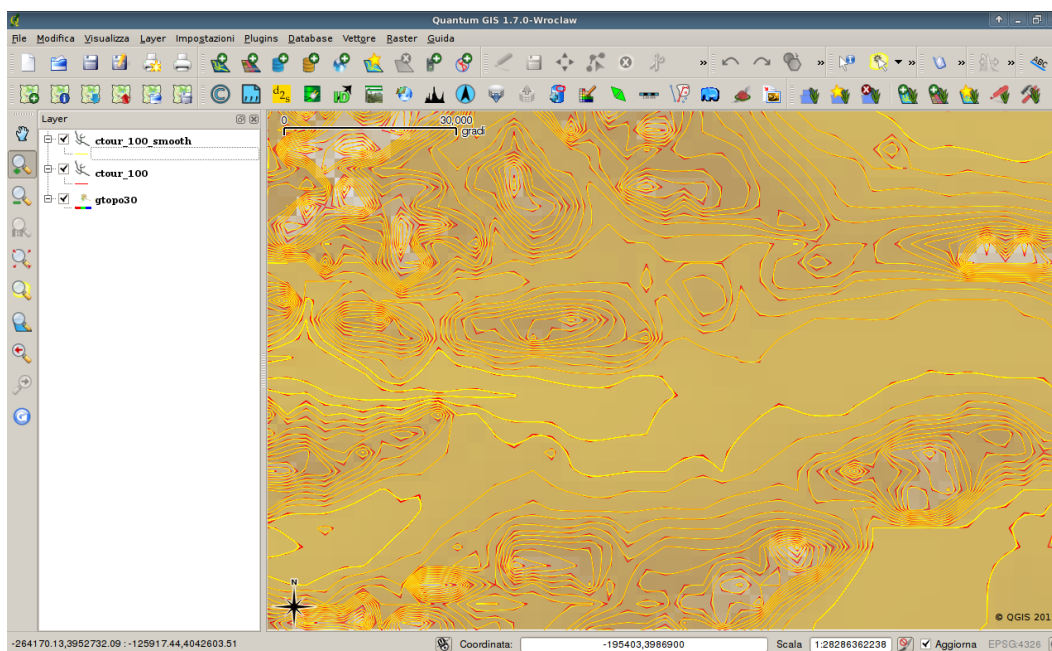 Quantum GIS 1.7.0-Wroclaw
File Modifica Visualizza Layer Impostazioni Plugins Database Vettore Raster Guida
» » » »
ABC
d2s
Layer
ctour_100_smooth
ctour_100
gtopo30
0 30,000
gradi
N
© QGIS 201
-264170.13,3952732.09 : -125917.44,4042603.51 Coordinata: -195403,3986900 Scala 1:28286362238 Aggiorna EPSG:4326